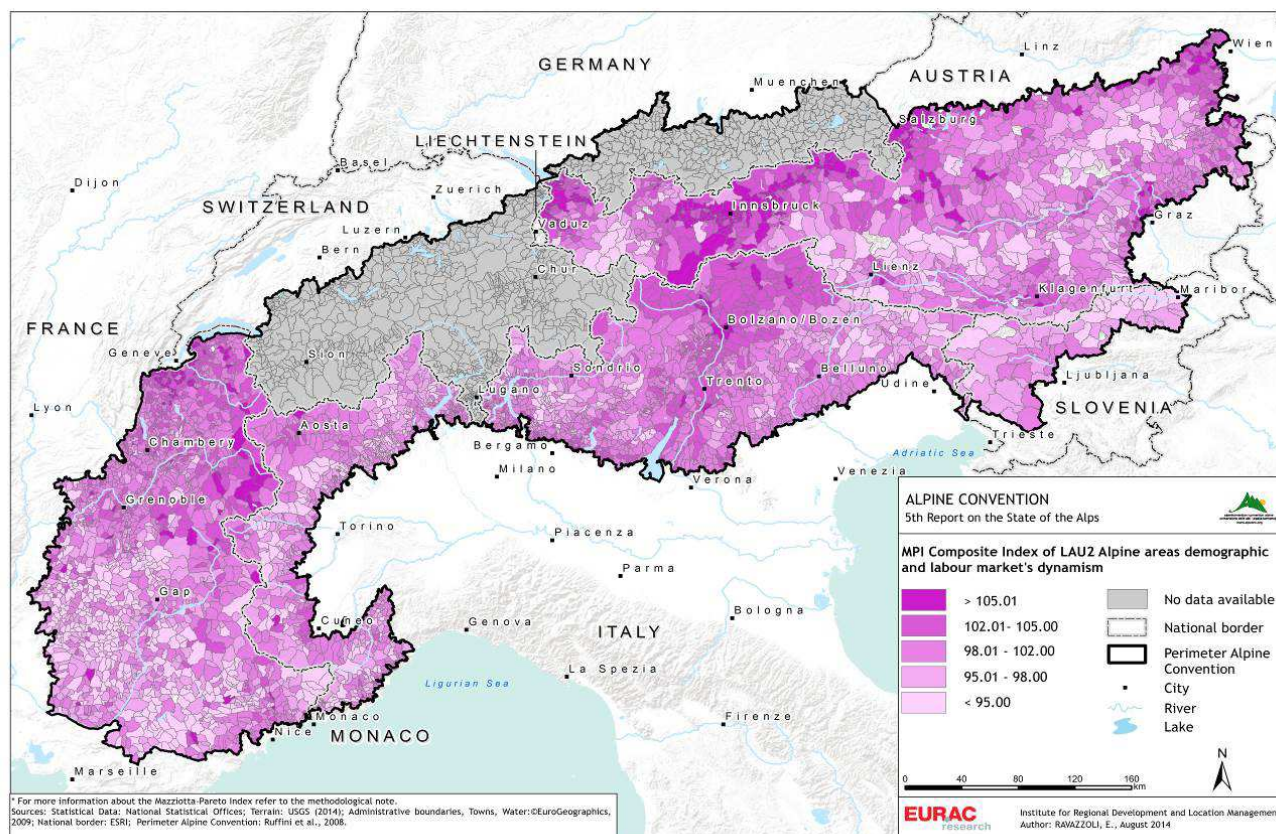 Linz
Wien
GERMANY
Muenchen
AUSTRIA
Salzburg
LIECHTENSTEIN
Basel
Dijon
Zuerich
SWITZERLAND
Innsbruck
Luzern
Vaduz
Bern
Graz
Chur
Lienz
Klagenfurt
Maribor
FRANCE
Bolzano/Bozen
Geneve
Sion
Sondrio
Belluno
Ljubljana
Lugano
Trento
Udine
Lyon
SLOVENIA
Aosta
Chambery
Trieste
Bergamo
Adriatic Sea
Milano
Venezia
Verona
Grenoble
Torino
Piacenza
Parma
Gap
Bologna
Cuneo
Genova
ITALY
La Spezia
Ligurian Sea
Monaco
Firenze
Nice
MONACO
Marseille
ALPINE CONVENTION
5th Report on the State of the Alps
MPI Composite Index of LAU2 Alpine areas demographic
and labour market's dynamism
> 105.01
102.01- 105.00
98.01 - 102.00
95.01 - 98.00
< 95.00
No data available
National border
Perimeter Alpine
Convention
City
River
Lake
N
0 40 80 120 160
km
EURAC
research
Institute for Regional Development and Location Management
Author: RAVAZZOLI, E., August 2014
* For more information about the Mazziotta-Pareto Index refer to the methodological note.
Sources: Statistical Data: National Statistical Offices; Terrain: USGS (2014); Administrative boundaries, Towns, Water:©EuroGeographics,
2009; National border: ESRI; Perimeter Alpine Convention: Ruffini et al., 2008.